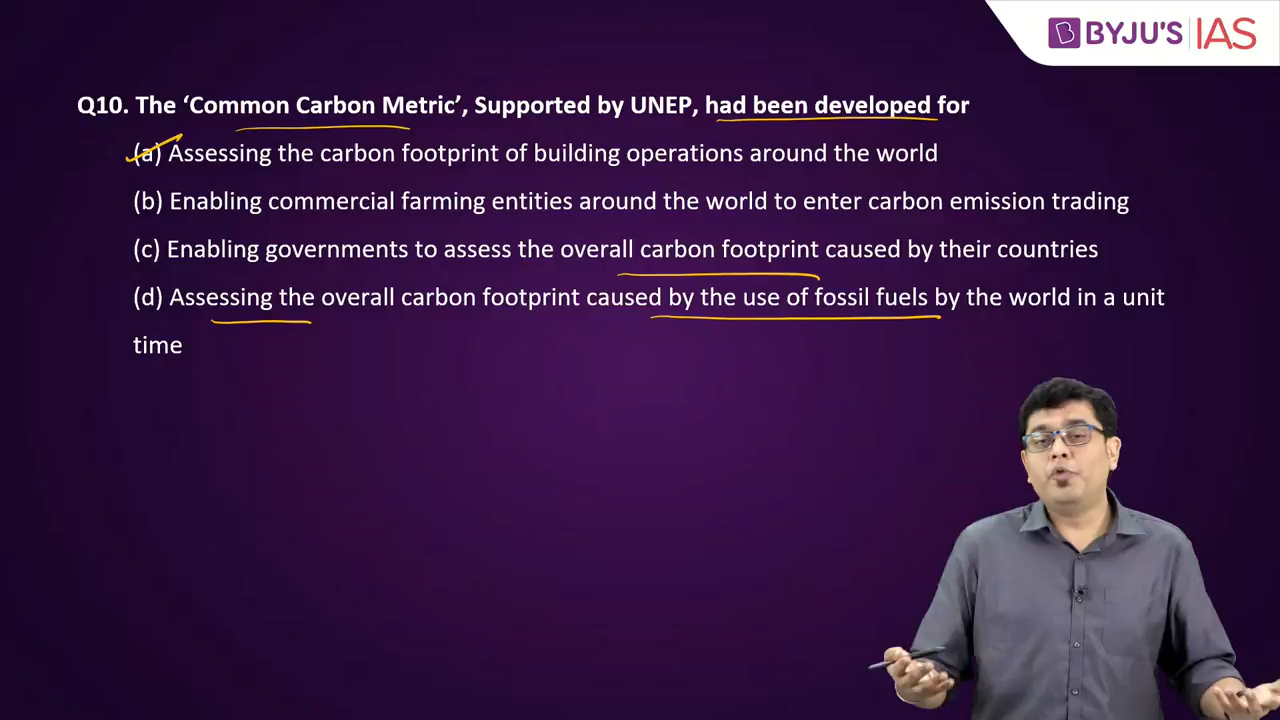 BYJU'S IAS
Q10. The ‘Common Carbon Metric’, Supported by UNEP, had been developed for
(a) Assessing the carbon footprint of building operations around the world
(b) Enabling commercial farming entities around the world to enter carbon emission trading
(c) Enabling governments to assess the overall carbon footprint caused by their countries
(d) Assessing the overall carbon footprint caused by the use of fossil fuels by the world in a unit
time